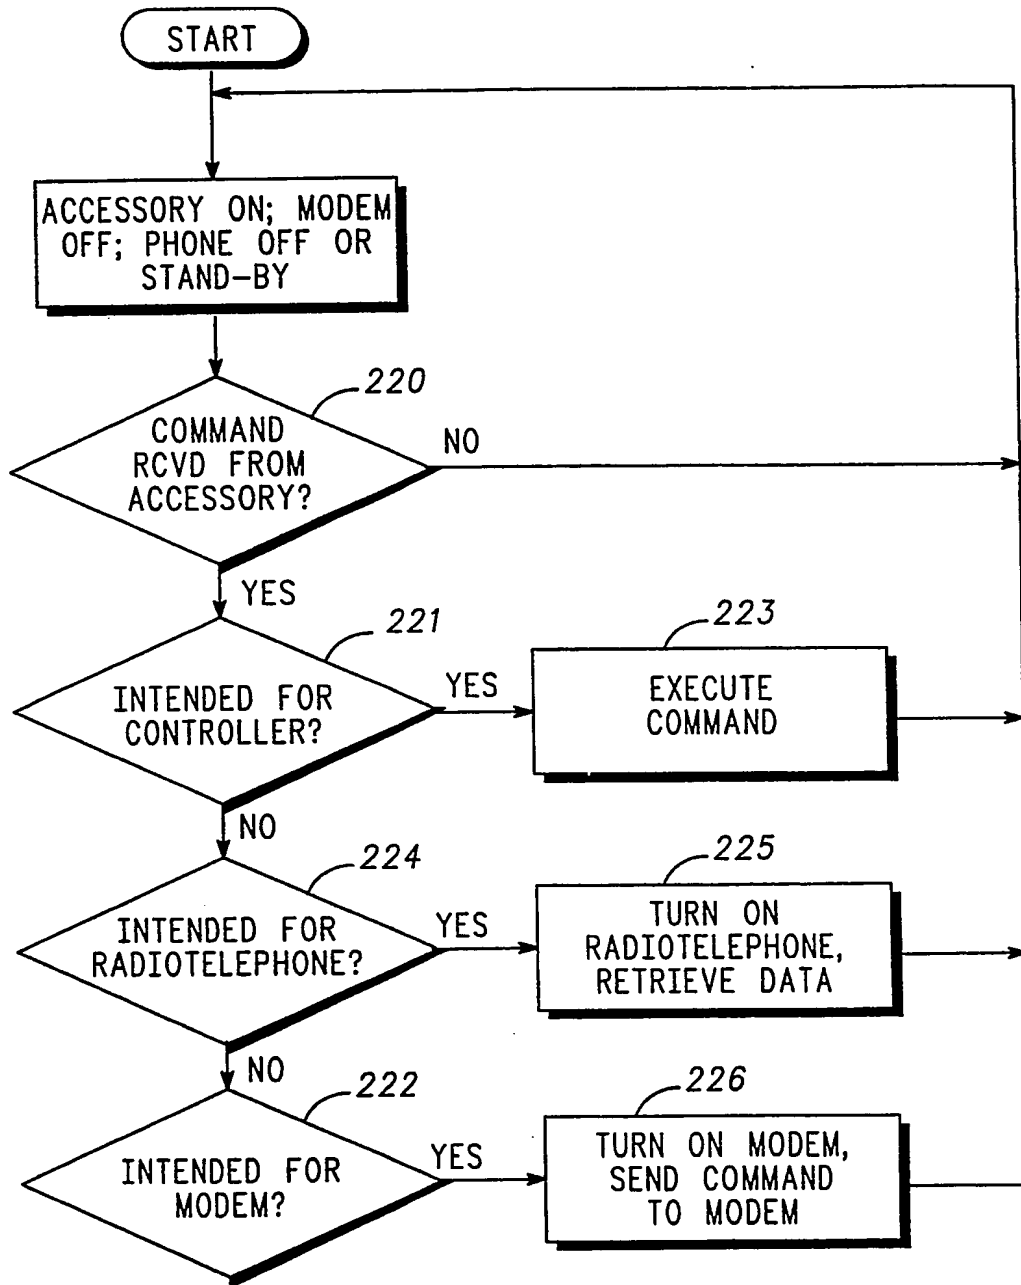 START
ACCESSORY ON; MODEM
OFF; PHONE OFF OR
STAND-BY
220
COMMAND
RCVD FROM
ACCESSORY?
NO
YES
221
INTENDED FOR
CONTROLLER?
YES
223
EXECUTE
COMMAND
NO
224
INTENDED FOR
RADIOTELEPHONE?
YES
225
TURN ON
RADIOTELEPHONE,
RETRIEVE DATA
NO
222
INTENDED FOR
MODEM?
YES
226
TURN ON MODEM,
SEND COMMAND
TO MODEM